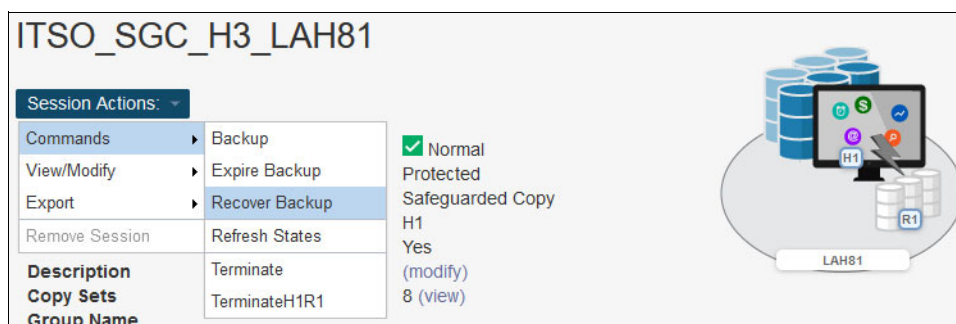 ITSO_SGC_H3_LAH81
Session Actions:
Commands
View/Modify
Export
Remove Session
Backup
Expire Backup
Recover Backup
Refresh States
Terminate
TerminateH1R1
Normal
Protected
Safeguarded Copy
H1
Yes
(modify)
8 (view)
Description
Copy Sets
Group Name
$
@
H1
R1
LAH81